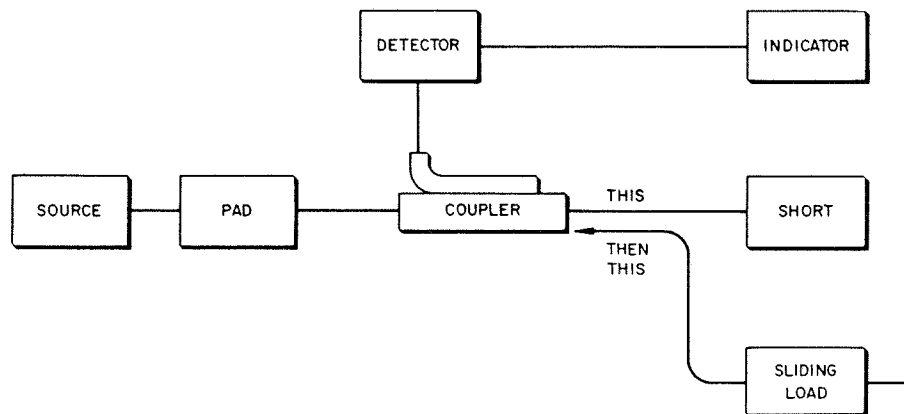 DETECTOR
INDICATOR
SOURCE
PAD
COUPLER
THIS
SHORT
THEN
THIS
SLIDING
LOAD